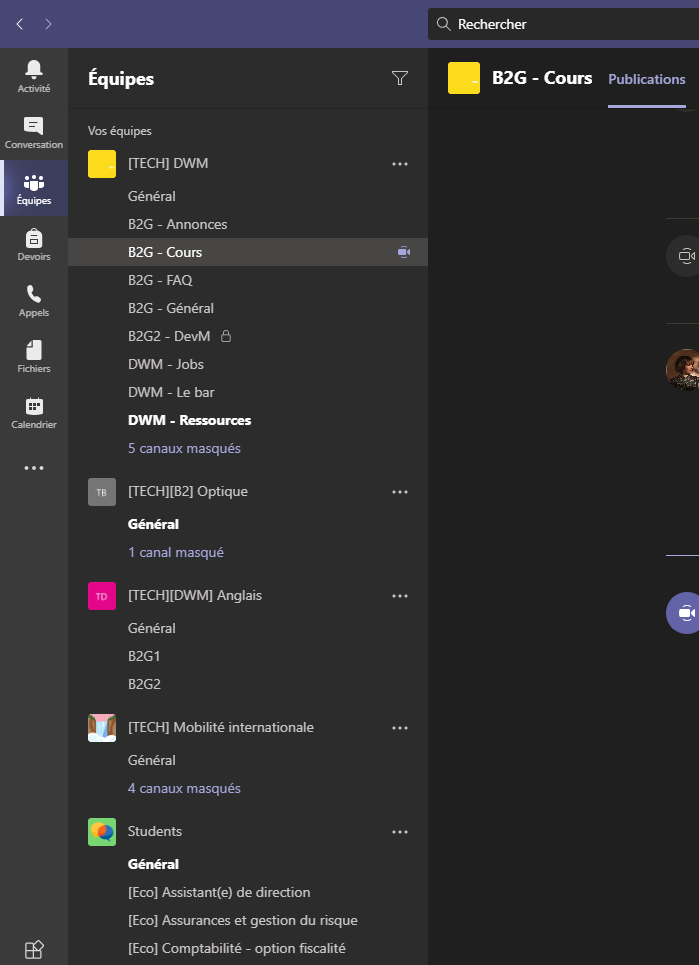 Rechercher
Activité
Conversation
Équipes
Devoirs
Appels
Fichiers
Calendrier
Équipes
Vos équipes
[TECH] DWM
Général
B2G - Annonces
B2G - Cours
B2G - FAQ
B2G - Général
B2G2 - DevM
DWM - Jobs
DWM - Le bar
DWM - Ressources
5 canaux masqués
TB
[TECH][B2] Optique
Général
1 canal masqué
TD
[TECH][DWM] Anglais
Général
B2G1
B2G2
[TECH] Mobilité internationale
Général
4 canaux masqués
Students
Général
[Eco] Assistant(e) de direction
[Eco] Assurances et gestion du risque
[Eco] Comptabilité - option fiscalité
B2G - Cours
Publications